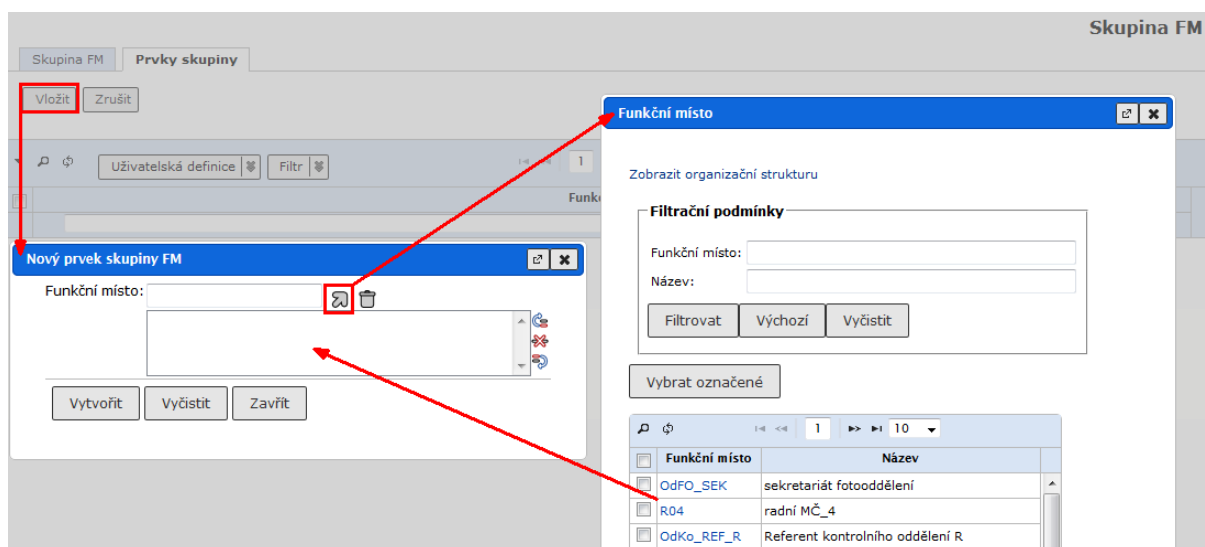 Skupina FM
Skupina FM Prvky skupiny
Vložit Zrušit
Uživatelská definice Filtr 1
Funkční místo
Zobrazit organizační strukturu
Filtrační podmínky
Funkční místo:
Název:
Filtrovat Výchozí Vyčistit
Vybrat označené
1 10
Funkční místo Název
OdFO_SEK sekretariát fotooddělení
R04 radní MČ_4
OdKo_REF_R Referent kontrolního oddělení R
Nový prvek skupiny FM
Funkční místo:
Vytvořit Vyčistit Zavřít